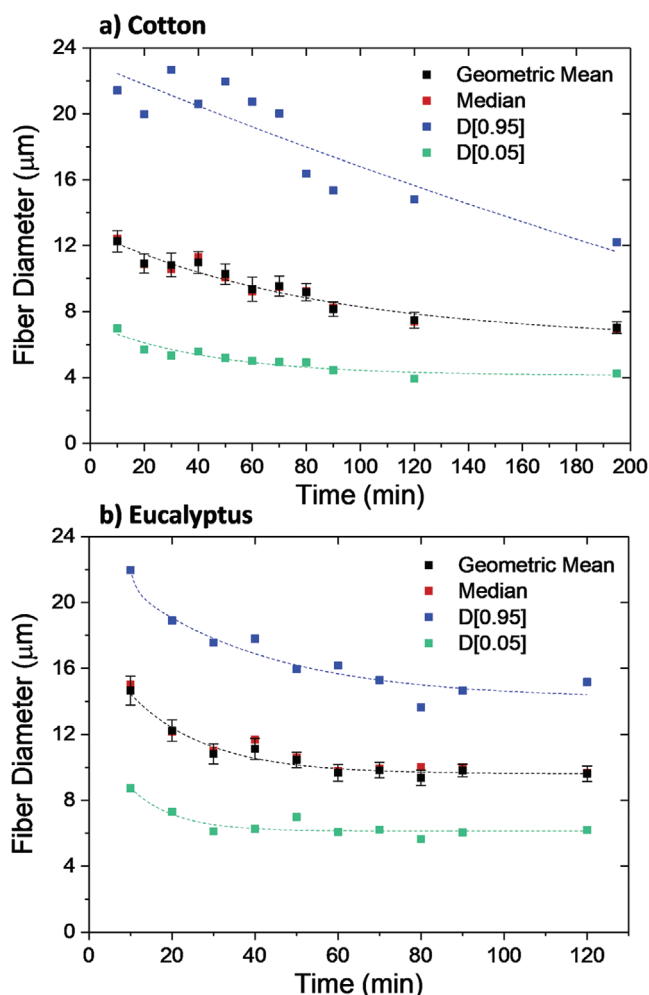 a) Cotton
24
20
16
12
8
4
0
Fiber Diameter (μm)
Geometric Mean
Median
D[0.95]
D[0.05]
0 20 40 60 80 100 120 140 160 180 200
Time (min)
b) Eucalyptus
24
20
16
12
8
4
0
Fiber Diameter (μm)
Geometric Mean
Median
D[0.95]
D[0.05]
0 20 40 60 80 100 120
Time (min)